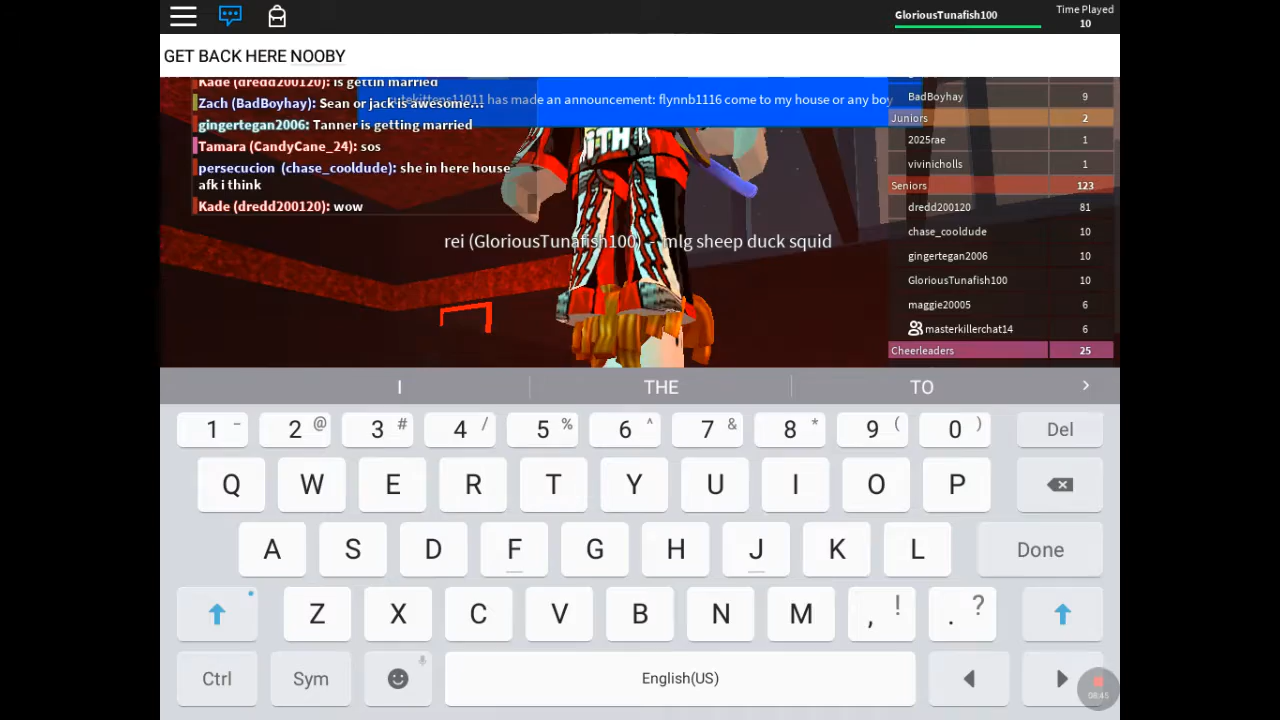 GloriousTunafish100
Time Played
10
GET BACK HERE NOOBY
Kade (dredd200120): is gettin married
Zach (BadBoyhay): Sean or jack is awesome...
gingertegan2006: Tanner is getting married
Tamara (CandyCane_24): sos
persecucion (chase_cooldude): she in here house
afk i think
Kade (dredd200120): wow
has made an announcement: flynnb1116 come to my house or any boy
rei (GloriousTunafish100) - mlg sheep duck squid
BadBoyhay 9
Juniors 2
2025rae 1
vivinicholls 1
Seniors 123
dredd200120 81
chase_cooldude 10
gingertegan2006 10
GloriousTunafish100 10
maggie20005 6
masterkillerchat14 6
Cheerleaders 25
I THE TO >
1 - 2 @ 3 # 4 / 5 % 6 ^ 7 & 8 * 9 ( 0 ) Del
Q W E R T Y U I O P
A S D F G H J K L Done
Z X C V B N M , ! . ?
Ctrl Sym English(US)
08:45